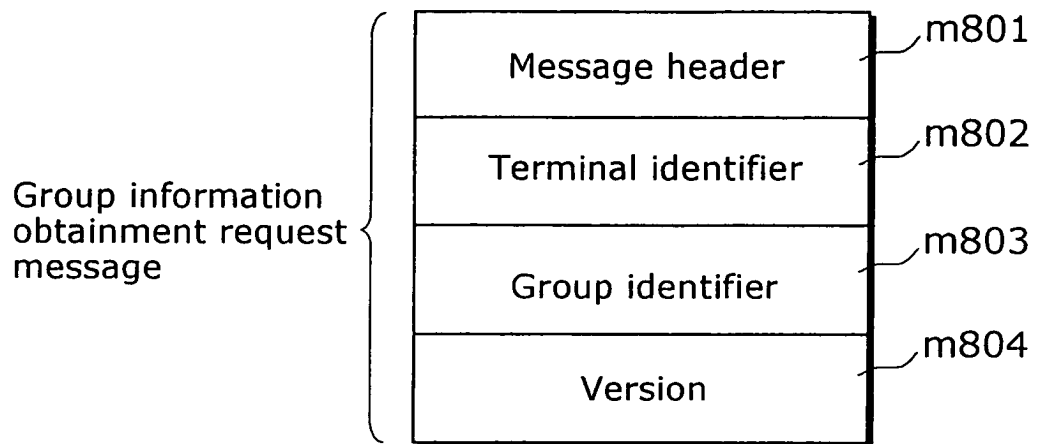 m801
Message header
m802
Terminal identifier
Group information
obtainment request
message
m803
Group identifier
m804
Version